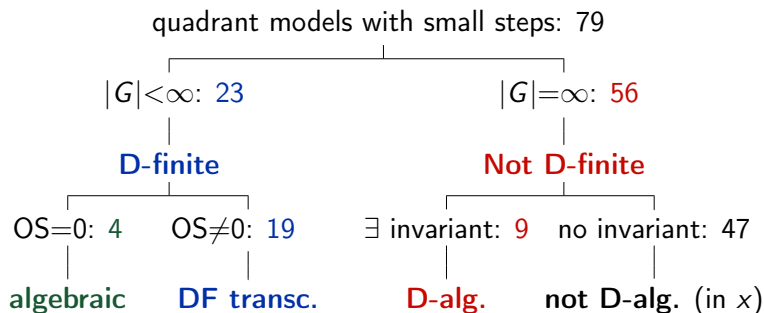 quadrant models with small steps: 79
|G|<∞: 23 |G|=∞: 56
D-finite Not D-finite
OS=0: 4 OS≠0: 19 ∃ invariant: 9 no invariant: 47
algebraic DF transc. D-alg. not D-alg. (in x)